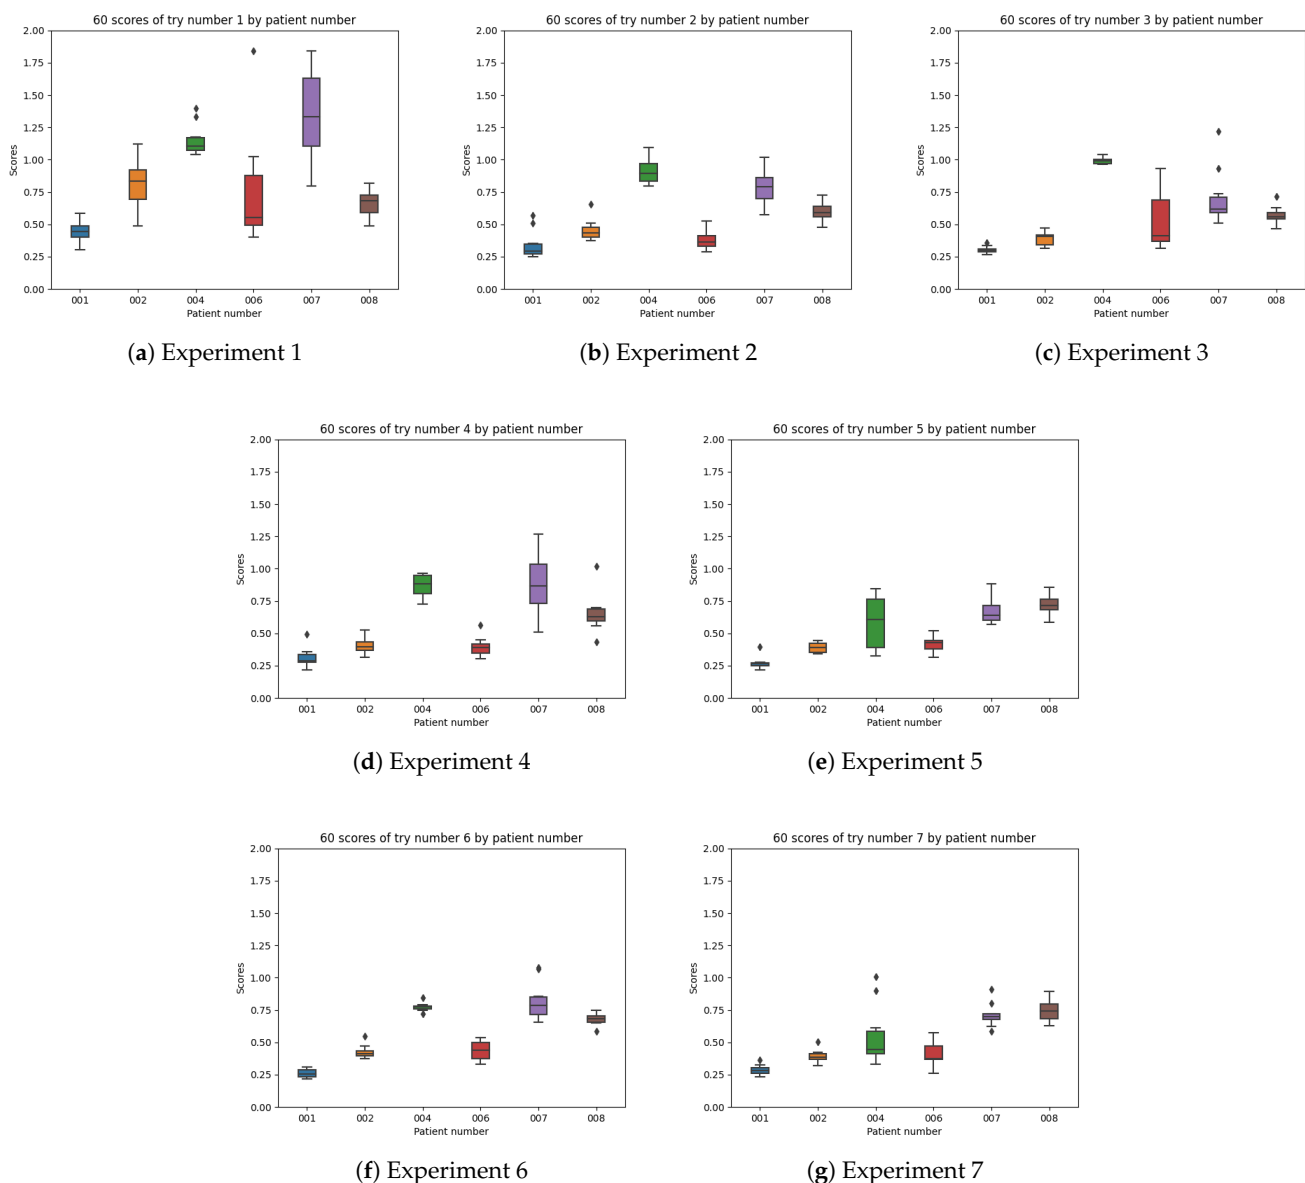 60 scores of try number 1 by patient number
2.00
1.75
1.50
1.25
1.00
0.75
0.50
0.25
0.00
Scores
001 002 004 006 007 008
Patient number
(a) Experiment 1
60 scores of try number 2 by patient number
2.00
1.75
1.50
1.25
1.00
0.75
0.50
0.25
0.00
Scores
001 002 004 006 007 008
Patient number
(b) Experiment 2
60 scores of try number 3 by patient number
2.00
1.75
1.50
1.25
1.00
0.75
0.50
0.25
0.00
Scores
001 002 004 006 007 008
Patient number
(c) Experiment 3
60 scores of try number 4 by patient number
2.00
1.75
1.50
1.25
1.00
0.75
0.50
0.25
0.00
Scores
001 002 004 006 007 008
Patient number
(d) Experiment 4
60 scores of try number 5 by patient number
2.00
1.75
1.50
1.25
1.00
0.75
0.50
0.25
0.00
Scores
001 002 004 006 007 008
Patient number
(e) Experiment 5
60 scores of try number 6 by patient number
2.00
1.75
1.50
1.25
1.00
0.75
0.50
0.25
0.00
Scores
001 002 004 006 007 008
Patient number
(f) Experiment 6
60 scores of try number 7 by patient number
2.00
1.75
1.50
1.25
1.00
0.75
0.50
0.25
0.00
Scores
001 002 004 006 007 008
Patient number
(g) Experiment 7